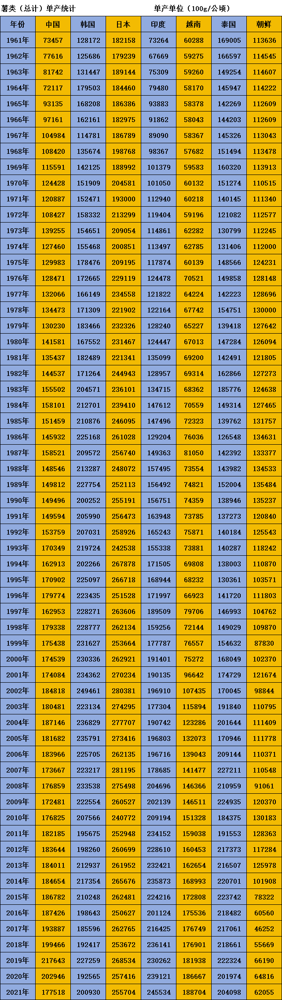 薯类（总计）单产统计 单产单位（100g/公顷）
年份 中国 韩国 日本 印度 越南 泰国 朝鲜
1961年 73457 128172 182158 73264 60288 169005 113636
1962年 77616 125686 179239 67669 59275 166597 114545
1963年 81742 131447 189144 75309 59260 149254 114607
1964年 72117 179503 184460 79480 58170 145947 114222
1965年 93135 168208 186386 93883 58378 142269 112609
1966年 97161 162161 182975 91862 58043 144203 112609
1967年 104984 114781 186789 89090 58367 145326 113043
1968年 108420 135674 198768 98367 57682 151494 113478
1969年 115591 142125 188992 101379 59583 160320 113913
1970年 124428 151909 204581 101050 60132 151274 110515
1971年 120887 152471 193000 112940 60218 140145 111340
1972年 108427 158332 213299 119404 59196 121082 112577
1973年 139255 154651 209054 114861 62282 130799 112245
1974年 127460 155468 200851 113497 62785 131406 112000
1975年 129983 178476 209195 117874 60139 148566 124231
1976年 128471 172665 229119 124478 70521 149858 128148
1977年 132066 166149 234558 121822 64224 142223 128696
1978年 134473 171309 221902 122164 67742 154751 130000
1979年 130230 183466 232326 128240 65227 139418 127642
1980年 141581 167552 231467 124447 67013 147284 126094
1981年 135437 182489 221341 135099 69200 142491 121805
1982年 144537 171264 244943 128957 69314 162866 127273
1983年 155502 204571 236101 134715 68362 185776 124638
1984年 158101 212701 239410 147612 70559 149314 127465
1985年 151459 210876 246095 147496 72323 139762 131757
1986年 145932 225168 261028 129204 76036 126548 134631
1987年 158521 209572 256740 149363 81050 142392 133377
1988年 148546 213287 248072 157495 73554 143982 134533
1989年 149812 227754 252113 156492 74821 152004 135484
1990年 149496 200252 255191 156751 74359 138946 135237
1991年 149594 205990 256473 163948 73785 137273 120840
1992年 153759 207031 258926 165243 75871 140184 125543
1993年 170349 219724 242538 155338 73881 140287 118242
1994年 162913 202266 267878 171505 69808 138003 110870
1995年 170902 225097 266718 168944 68232 130361 103571
1996年 179774 223435 251528 171997 66923 141720 111803
1997年 162953 228271 263606 189509 79706 146993 104762
1998年 179338 228777 262134 159256 72144 149029 109870
1999年 175438 231627 253664 177787 76557 154632 87830
2000年 174539 230336 262921 191401 75272 168049 102370
2001年 174084 234362 270234 190135 96642 174729 121674
2002年 184818 249461 280381 196910 107435 170045 98844
2003年 180481 223134 274295 177304 115894 191840 110795
2004年 187146 236829 277707 190742 123286 201644 111409
2005年 181682 235791 273416 196803 132073 170946 111778
2006年 183966 225705 262135 196716 139043 209144 110371
2007年 173667 223217 281195 178685 141477 227211 110548
2008年 176859 233538 275498 204696 146366 210959 91061
2009年 172481 222554 260527 202139 146511 224935 120370
2010年 176825 207566 240772 209194 151328 184375 130183
2011年 182185 195675 252948 234152 159038 191553 128363
2012年 183644 198260 260699 228610 160453 217373 117284
2013年 184011 212937 261952 232421 162654 216507 125978
2014年 184654 217354 265676 235873 168993 220701 101908
2015年 186782 210248 262481 224216 172808 223742 78322
2016年 187426 198643 250627 201124 175536 218482 60560
2017年 193887 185596 262765 216425 176749 217061 46252
2018年 199466 192417 253672 236141 176901 218661 55669
2019年 217643 227259 268534 230262 181938 222324 66190
2020年 202946 192565 257416 239121 186667 201974 64816
2021年 177518 200930 255704 245534 188704 204098 62055